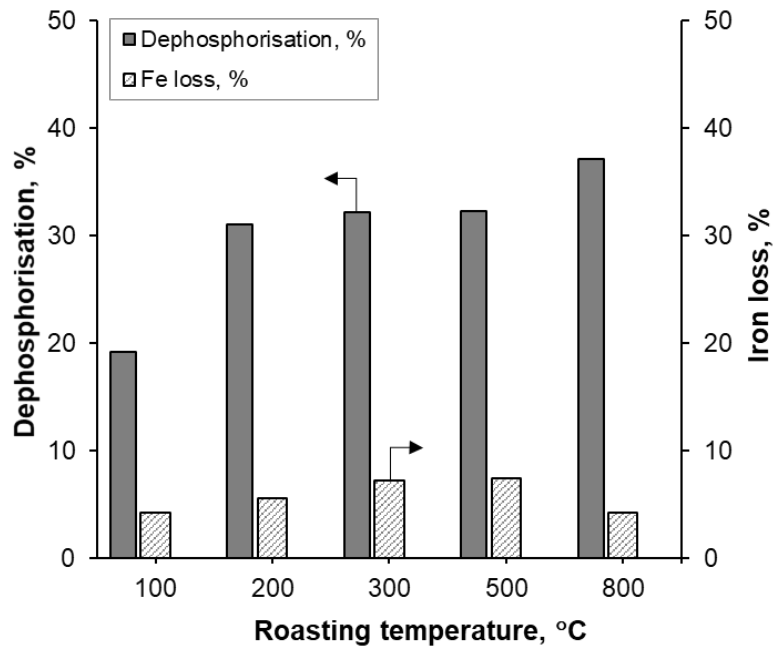 Dephosphorisation, %
Fe loss, %
Dephosphorisation, %
50
40
30
20
10
0
50
40
30
20
10
0
Iron loss, %
100 200 300 500 800
Roasting temperature, °C